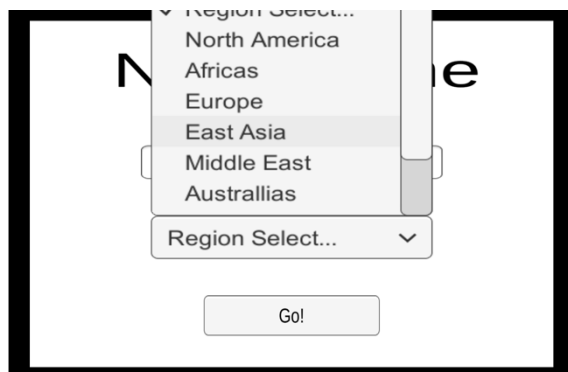 Region Select...
North America
Africas
Europe
East Asia
Middle East
Australlias
Region Select...
Go!